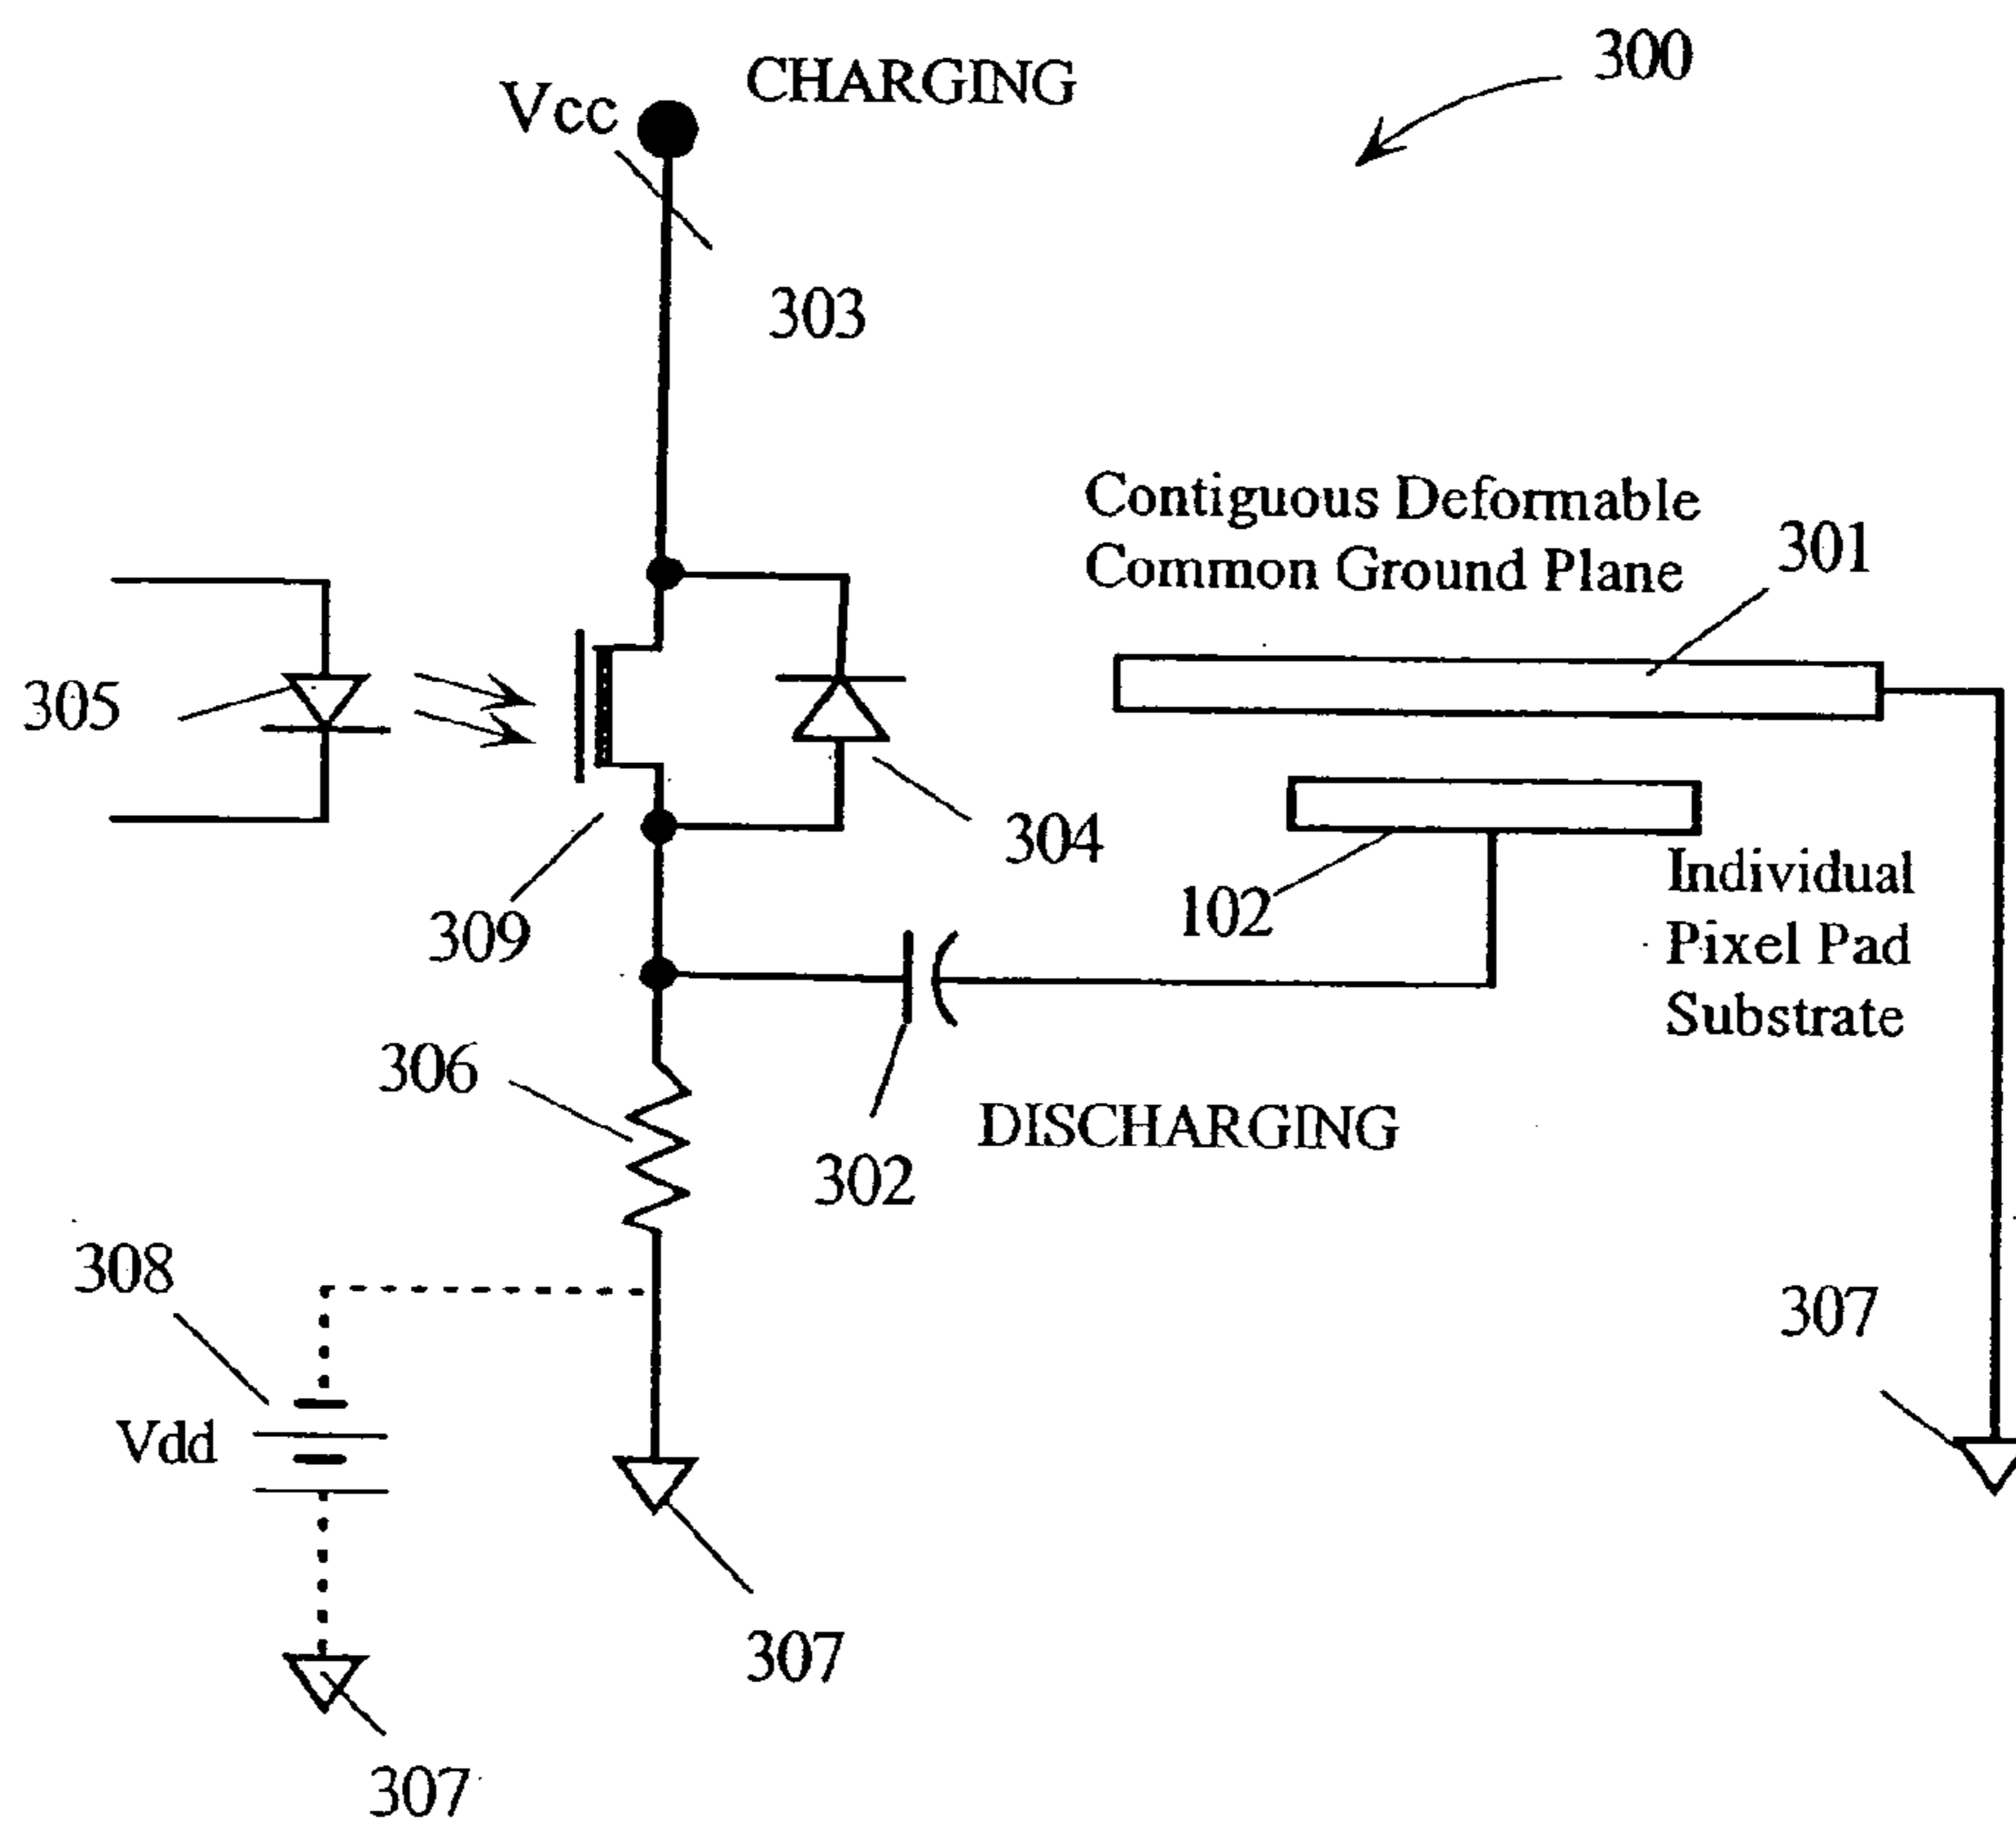 300
CHARGING
Vcc
303
Contiguous Deformable
Common Ground Plane
301
305
304
102
Individual
Pixel Pad
Substrate
309
306
DISCHARGING
302
308
307
Vdd
307
307